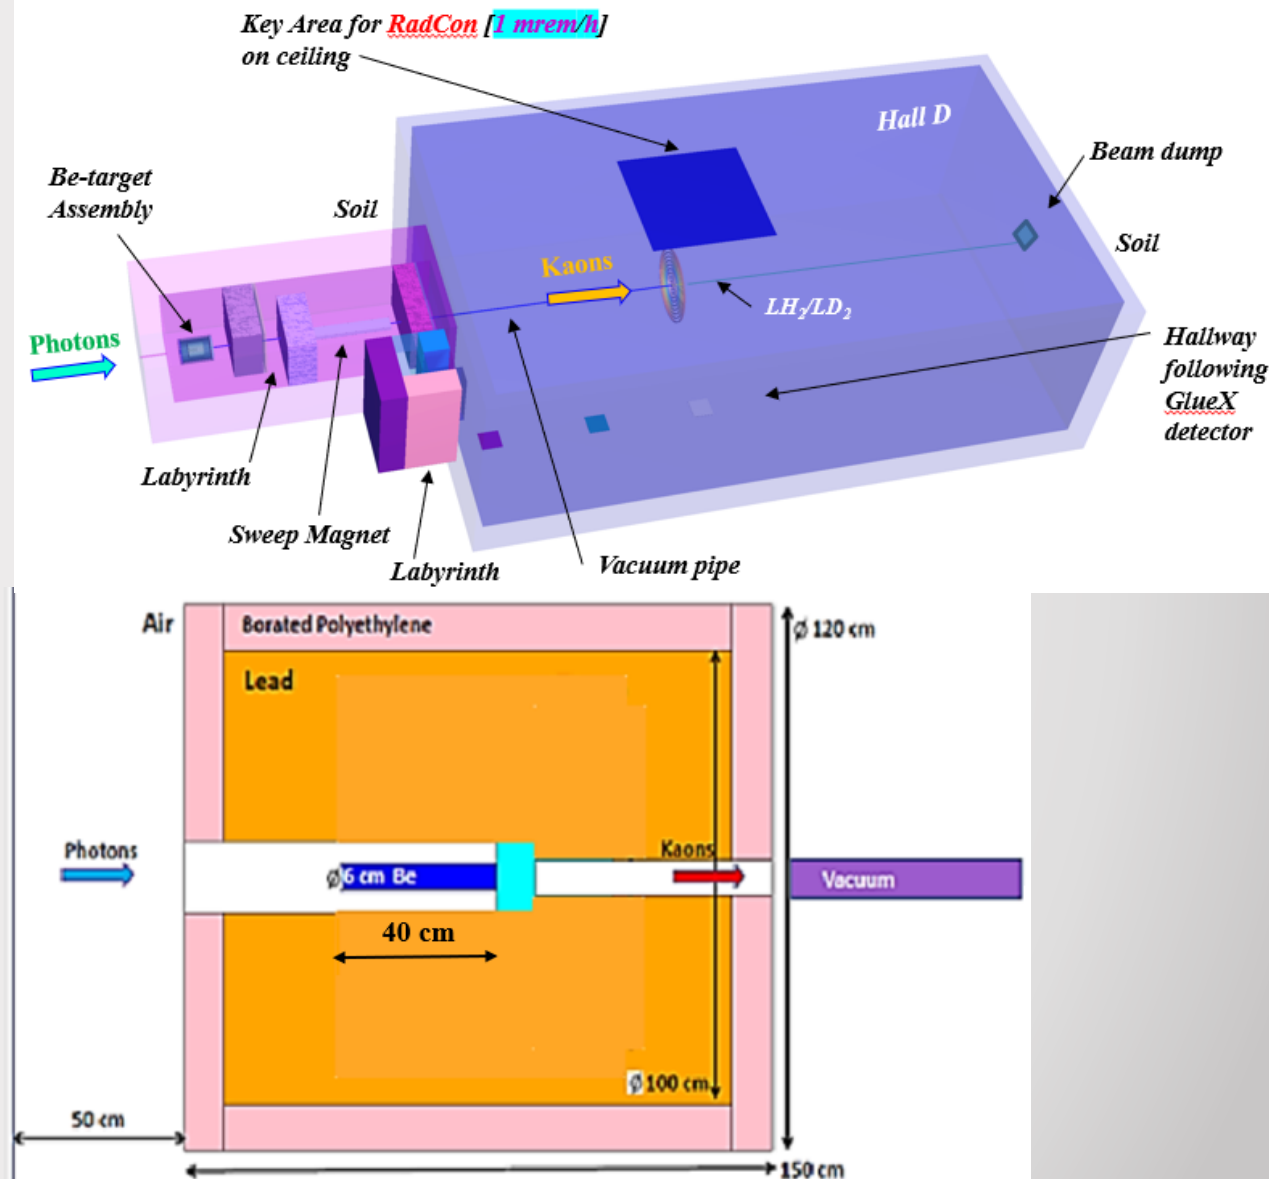 Key Area for RadCon [1 mrem/h]
on ceiling
Hall D
Beam dump
Be-target
Assembly
Soil
Soil
Kaons
LH2/LD2
Photons
Hallway
following
GlueX
detector
Labyrinth
Sweep Magnet
Labyrinth
Vacuum pipe
Air
Borated Polyethylene
Ø 120 cm
Lead
Photons
Kaons
Ø6 cm Be
Vacuum
40 cm
Ø 100 cm
50 cm
150 cm